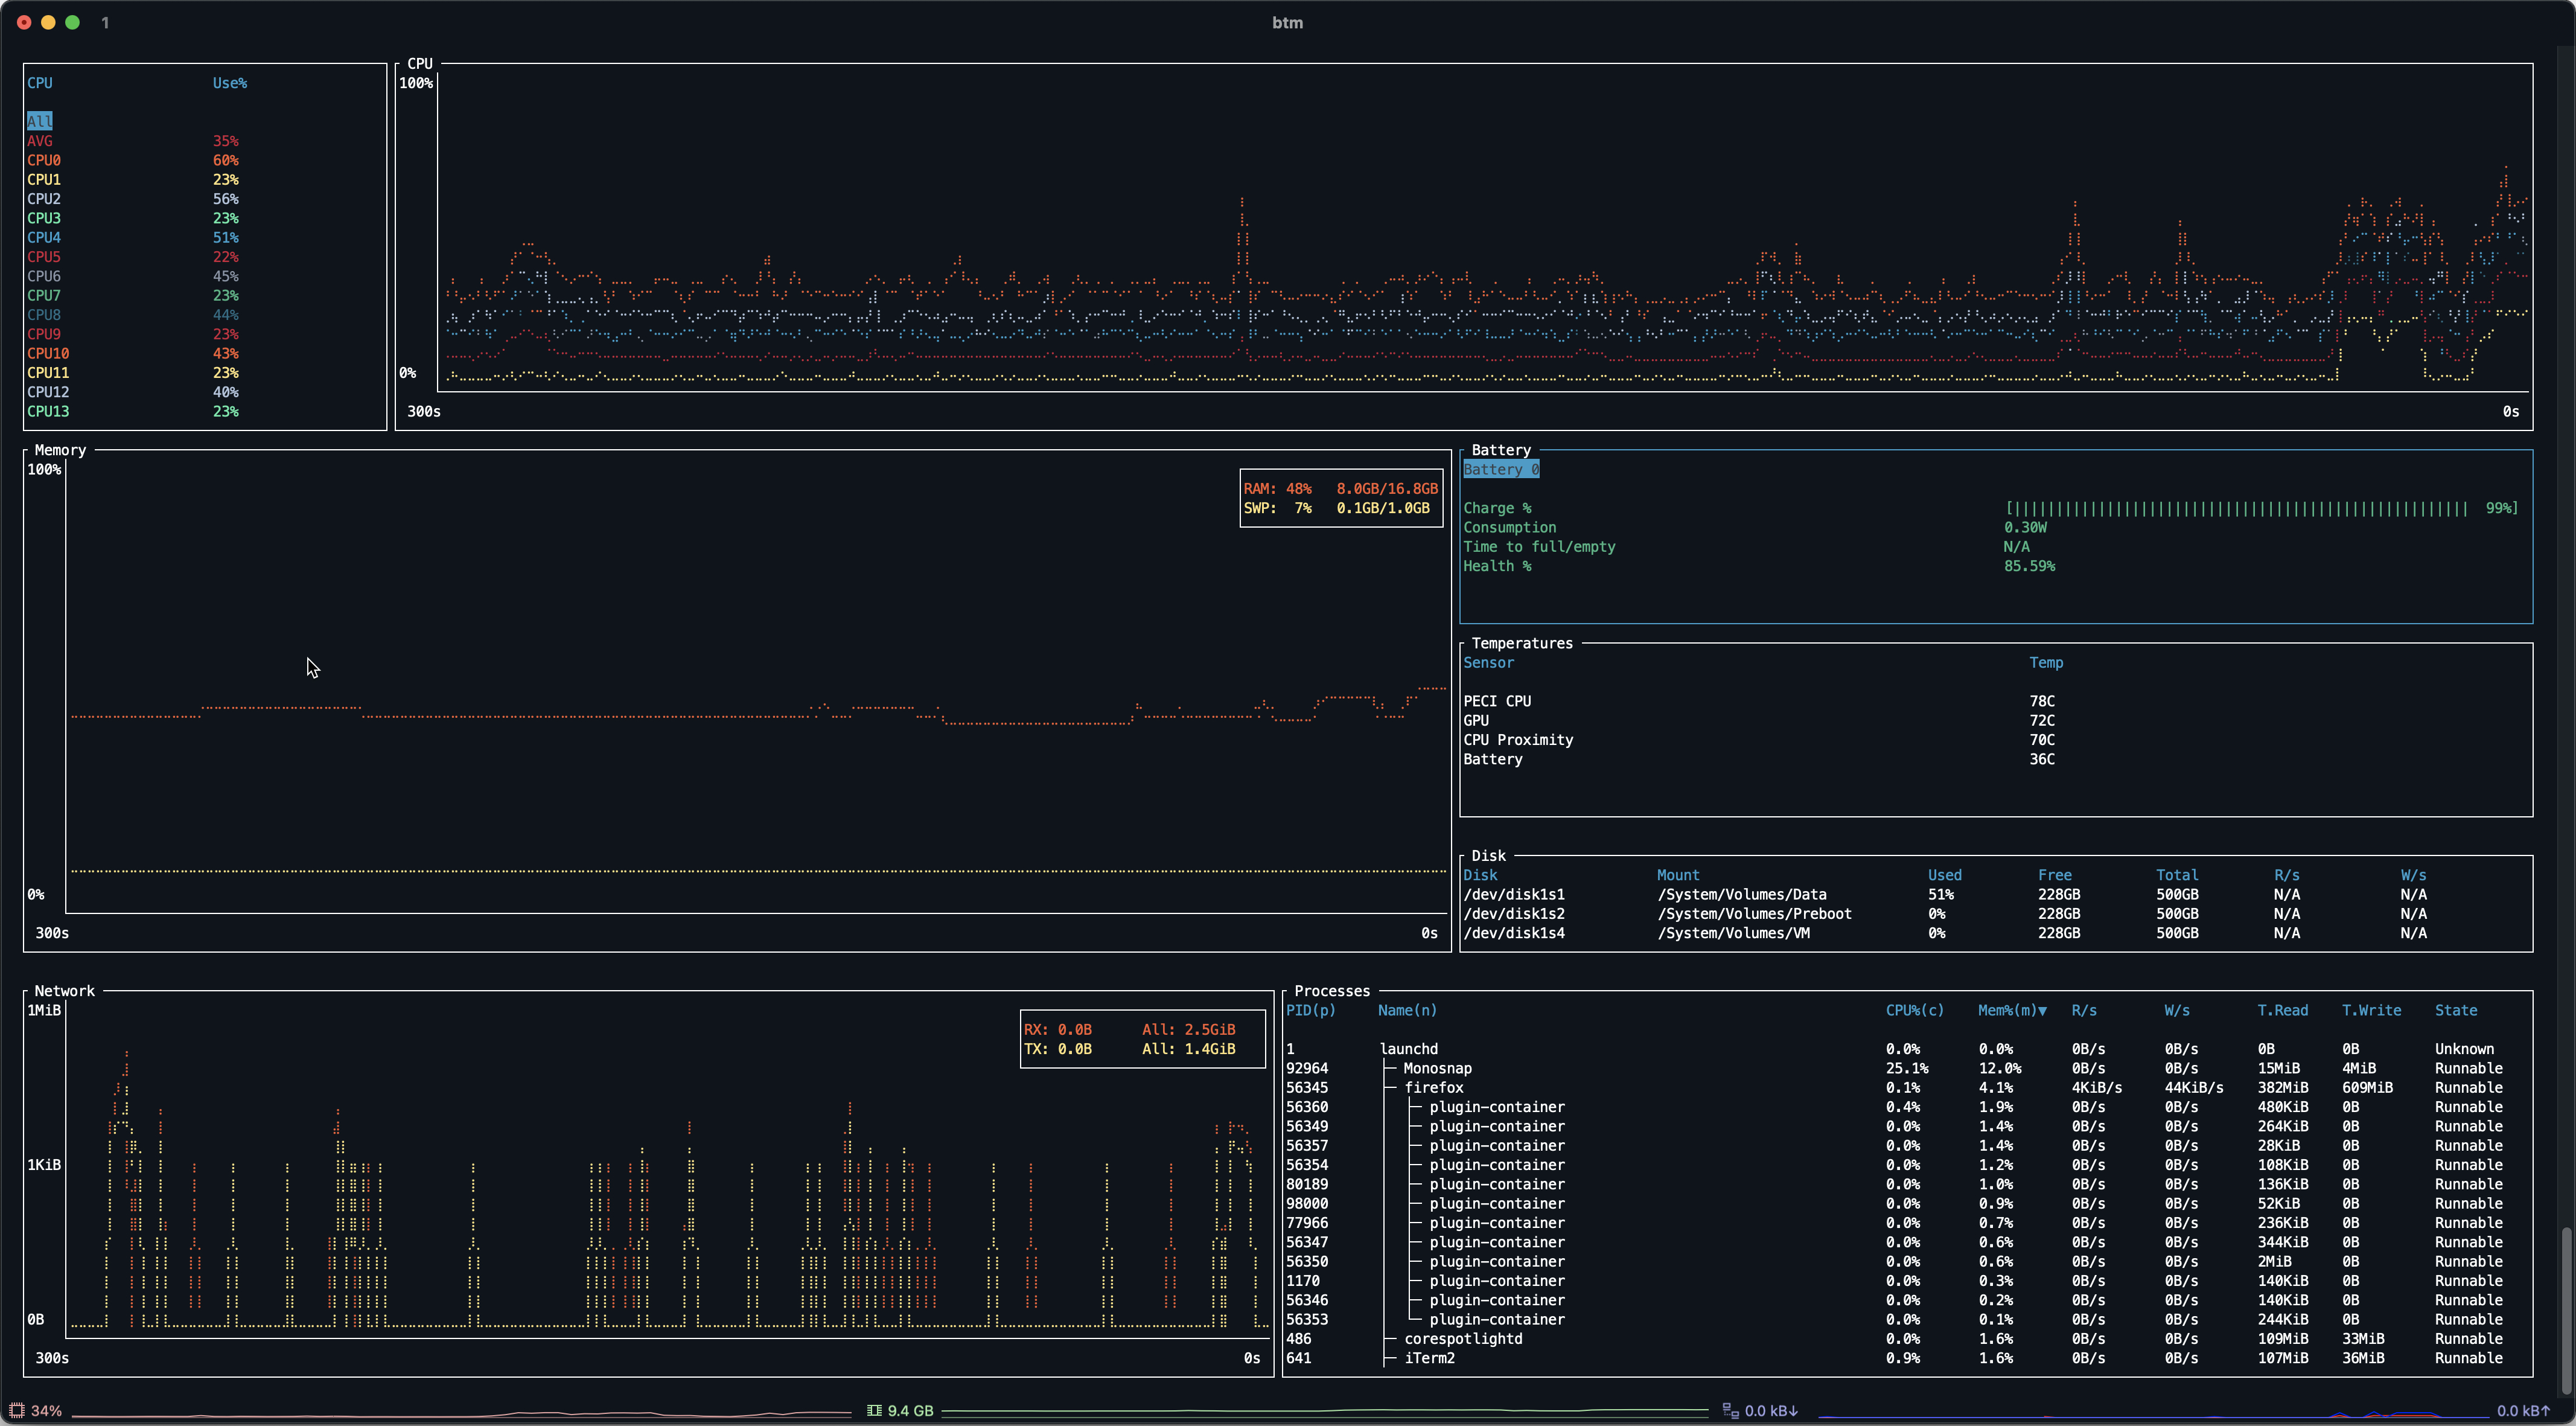 1 btm
CPU
CPU Use%
All
AVG 35%
CPU0 60%
CPU1 23%
CPU2 56%
CPU3 23%
CPU4 51%
CPU5 22%
CPU6 45%
CPU7 23%
CPU8 44%
CPU9 23%
CPU10 43%
CPU11 23%
CPU12 40%
CPU13 23%
100%
0%
300s 0s
Memory
100%
RAM: 48% 8.0GB/16.8GB
SWP: 7% 0.1GB/1.0GB
0%
300s 0s
Battery
Battery 0
Charge % [|||||||||||||||||||||||||||||||||||||||||||||||||||||| 99%]
Consumption 0.30W
Time to full/empty N/A
Health % 85.59%
Temperatures
Sensor Temp
PECI CPU 78C
GPU 72C
CPU Proximity 70C
Battery 36C
Disk
Disk Mount Used Free Total R/s W/s
/dev/disk1s1 /System/Volumes/Data 51% 228GB 500GB N/A N/A
/dev/disk1s2 /System/Volumes/Preboot 0% 228GB 500GB N/A N/A
/dev/disk1s4 /System/Volumes/VM 0% 228GB 500GB N/A N/A
Network
1MiB
RX: 0.0B All: 2.5GiB
TX: 0.0B All: 1.4GiB
1KiB
0B
300s 0s
Processes
PID(p) Name(n) CPU%(c) Mem%(m)▼ R/s W/s T.Read T.Write State
1 launchd 0.0% 0.0% 0B/s 0B/s 0B 0B Unknown
92964 Monosnap 25.1% 12.0% 0B/s 0B/s 15MiB 4MiB Runnable
56345 firefox 0.1% 4.1% 4KiB/s 44KiB/s 382MiB 609MiB Runnable
56360 plugin-container 0.4% 1.9% 0B/s 0B/s 480KiB 0B Runnable
56349 plugin-container 0.0% 1.4% 0B/s 0B/s 264KiB 0B Runnable
56357 plugin-container 0.0% 1.4% 0B/s 0B/s 28KiB 0B Runnable
56354 plugin-container 0.0% 1.2% 0B/s 0B/s 108KiB 0B Runnable
80189 plugin-container 0.0% 1.0% 0B/s 0B/s 136KiB 0B Runnable
98000 plugin-container 0.0% 0.9% 0B/s 0B/s 52KiB 0B Runnable
77966 plugin-container 0.0% 0.7% 0B/s 0B/s 236KiB 0B Runnable
56347 plugin-container 0.0% 0.6% 0B/s 0B/s 344KiB 0B Runnable
56350 plugin-container 0.0% 0.6% 0B/s 0B/s 2MiB 0B Runnable
1170 plugin-container 0.0% 0.3% 0B/s 0B/s 140KiB 0B Runnable
56346 plugin-container 0.0% 0.2% 0B/s 0B/s 140KiB 0B Runnable
56353 plugin-container 0.0% 0.1% 0B/s 0B/s 244KiB 0B Runnable
486 corespotlightd 0.0% 1.6% 0B/s 0B/s 109MiB 33MiB Runnable
641 iTerm2 0.9% 1.6% 0B/s 0B/s 107MiB 36MiB Runnable
34% 9.4 GB 0.0 kB↓ 0.0 kB↑